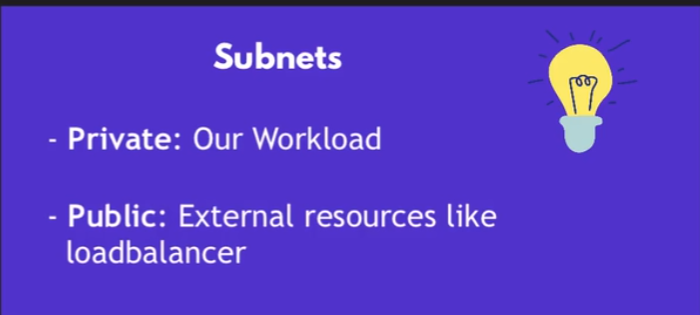 Subnets
- Private: Our Workload
- Public: External resources like
loadbalancer